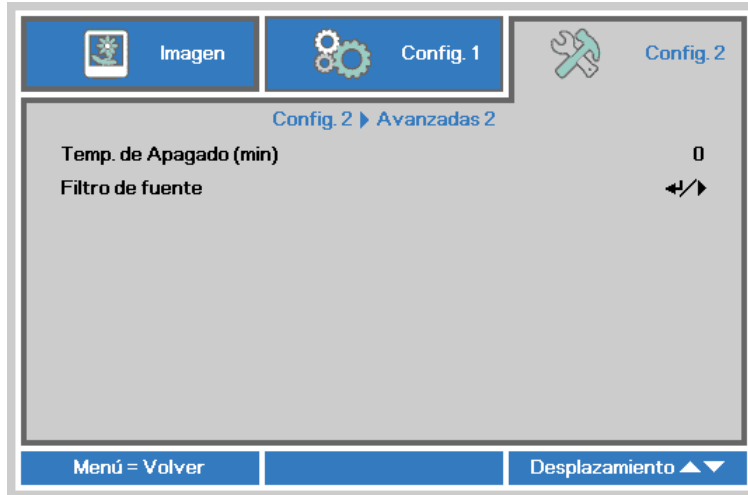 Imagen
Config. 1
Config. 2
Config. 2 ▶ Avanzadas 2
Temp. de Apagado (min) 0
Filtro de fuente ↵/▶
Menú = Volver
Desplazamiento ▲▼